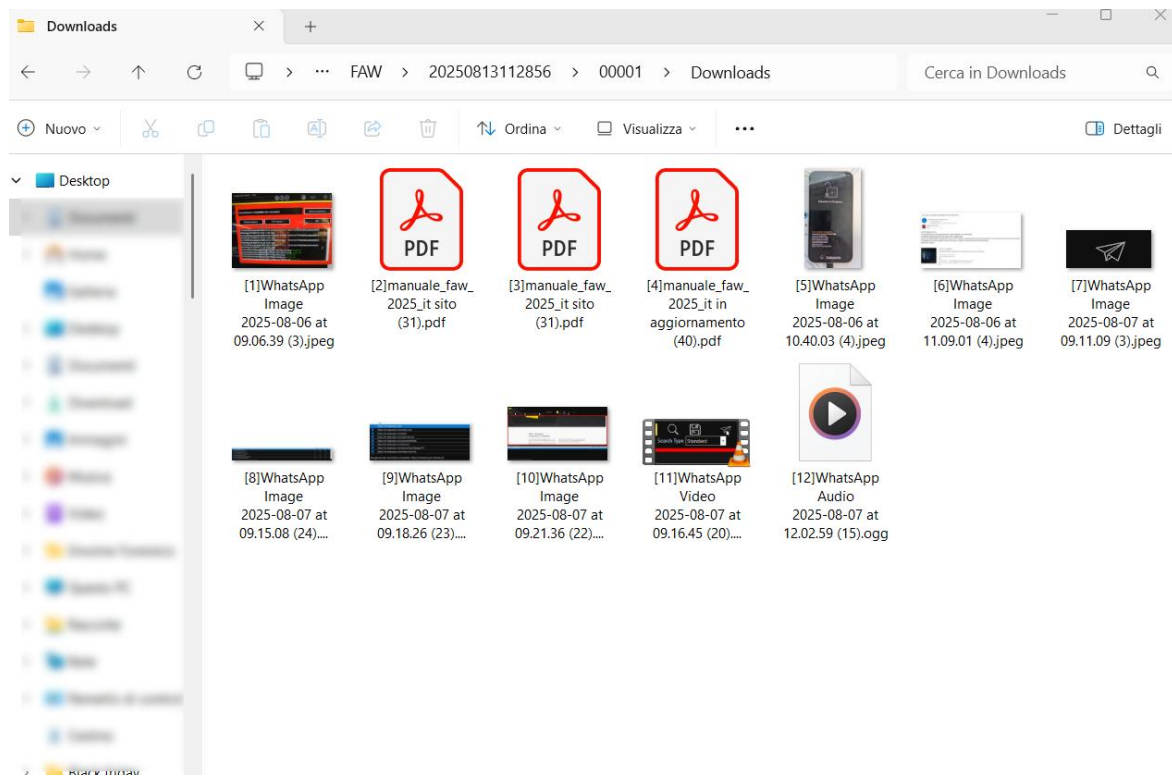 Downloads
FAW > 20250813112856 > 00001 > Downloads
Cerca in Downloads
Nuovo
Ordina
Visualizza
Dettagli
Desktop
PDF
PDF
PDF
[1]WhatsApp
Image
2025-08-06 at
09.06.39 (3).jpeg
[2]manuale_faw_
2025_it sito
(31).pdf
[3]manuale_faw_
2025_it sito
(31).pdf
[4]manuale_faw_
2025_it in
aggiornamento
(40).pdf
[5]WhatsApp
Image
2025-08-06 at
10.40.03 (4).jpeg
[6]WhatsApp
Image
2025-08-06 at
11.09.01 (4).jpeg
[7]WhatsApp
Image
2025-08-07 at
09.11.09 (3).jpeg
Search Type Standard
[8]WhatsApp
Image
2025-08-07 at
09.15.08 (24)....
[9]WhatsApp
Image
2025-08-07 at
09.18.26 (23)....
[10]WhatsApp
Image
2025-08-07 at
09.21.36 (22)....
[11]WhatsApp
Video
2025-08-07 at
09.16.45 (20)....
[12]WhatsApp
Audio
2025-08-07 at
12.02.59 (15).ogg